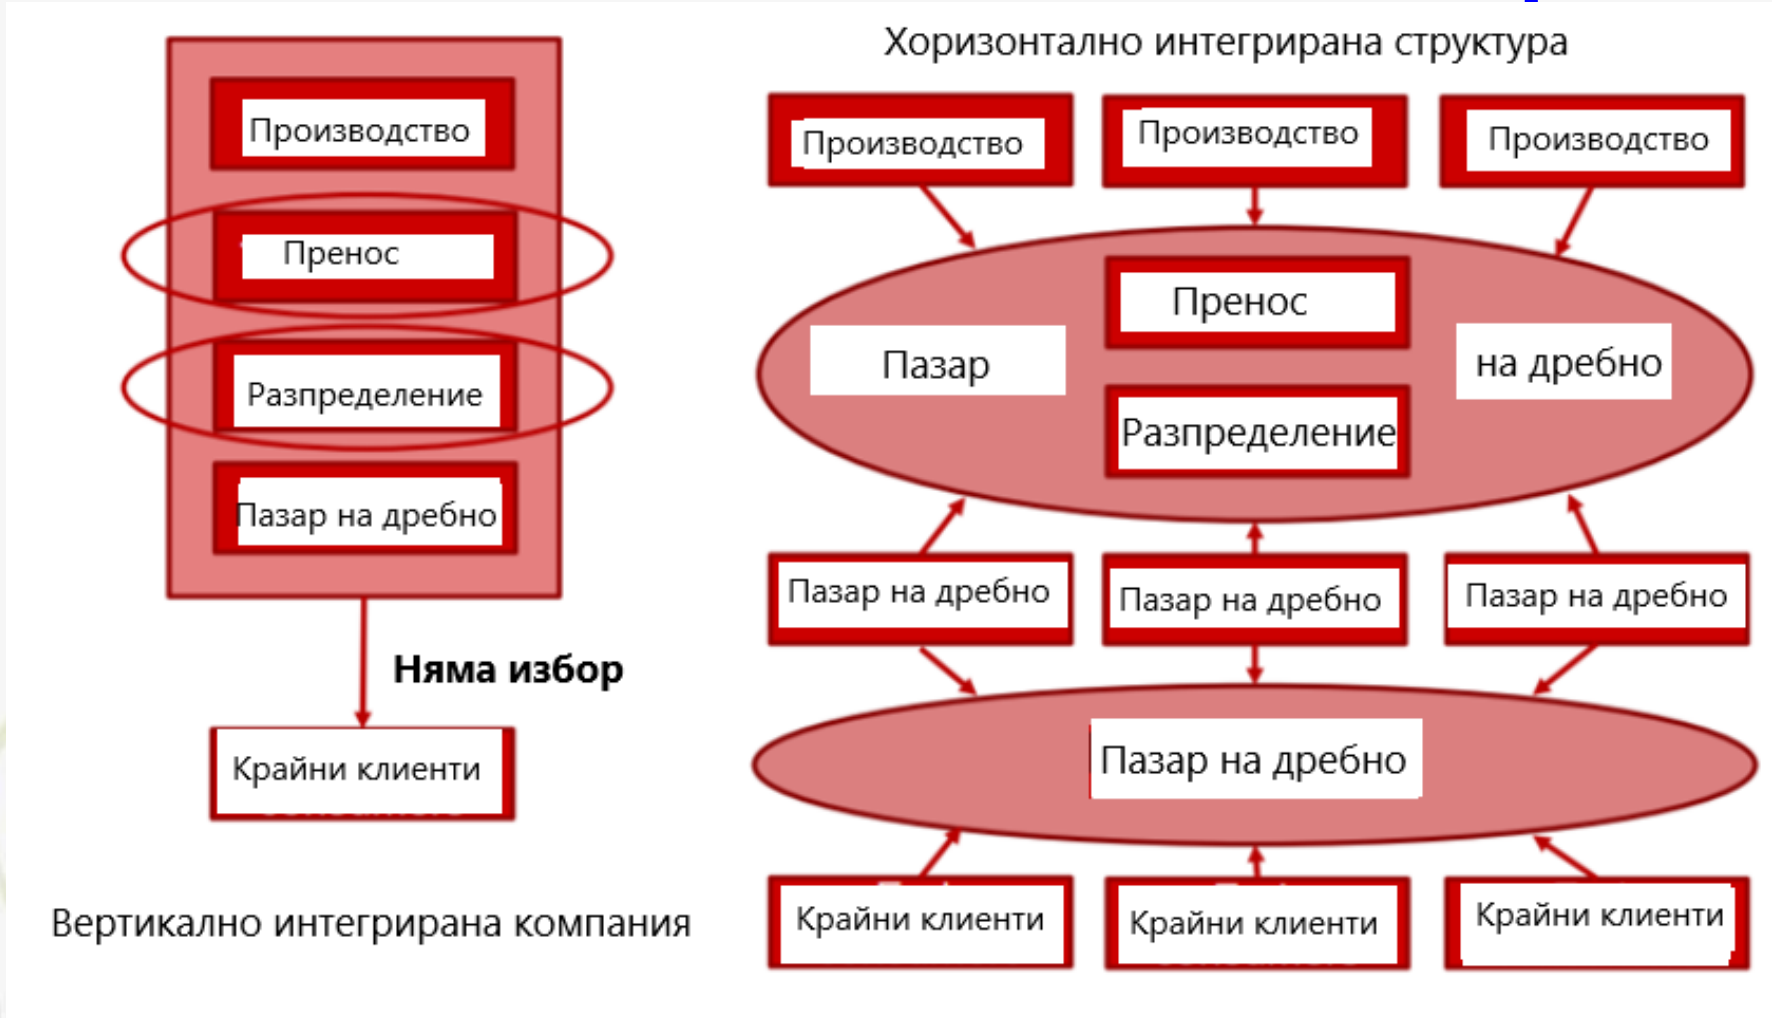 Производство
Пренос
Разпределение
Пазар на дребно
Няма избор
Крайни клиенти
Вертикално интегрирана компания
Хоризонтално интегрирана структура
Производство
Производство
Производство
Пренос
Пазар
на дребно
Разпределение
Пазар на дребно
Пазар на дребно
Пазар на дребно
Пазар на дребно
Крайни клиенти
Крайни клиенти
Крайни клиенти